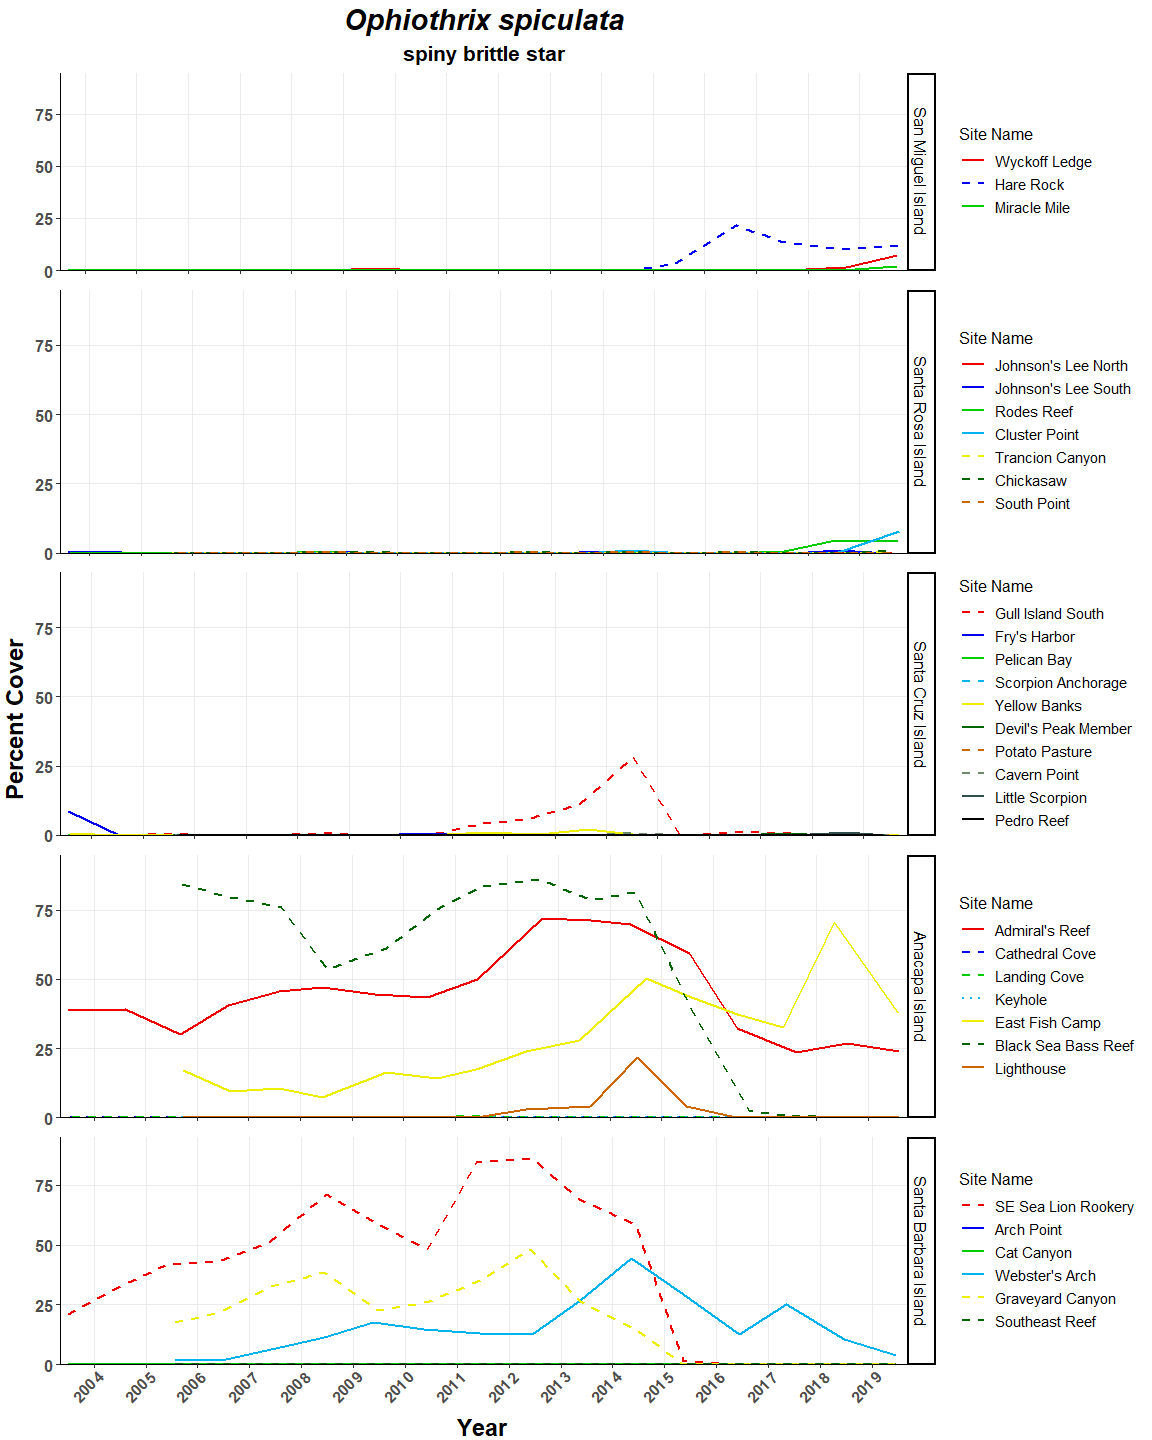 Ophiothrix spiculata
spiny brittle star
Percent Cover
75
50
25
0
San Miguel Island
Site Name
Wyckoff Ledge
Hare Rock
Miracle Mile
75
50
25
0
Santa Rosa Island
Site Name
Johnson's Lee North
Johnson's Lee South
Rodes Reef
Cluster Point
Trancion Canyon
Chickasaw
South Point
75
50
25
0
Santa Cruz Island
Site Name
Gull Island South
Fry's Harbor
Pelican Bay
Scorpion Anchorage
Yellow Banks
Devil's Peak Member
Potato Pasture
Cavern Point
Little Scorpion
Pedro Reef
75
50
25
0
Anacapa Island
Site Name
Admiral's Reef
Cathedral Cove
Landing Cove
Keyhole
East Fish Camp
Black Sea Bass Reef
Lighthouse
75
50
25
0
Santa Barbara Island
Site Name
SE Sea Lion Rookery
Arch Point
Cat Canyon
Webster's Arch
Graveyard Canyon
Southeast Reef
2004 2005 2006 2007 2008 2009 2010 2011 2012 2013 2014 2015 2016 2017 2018 2019
Year